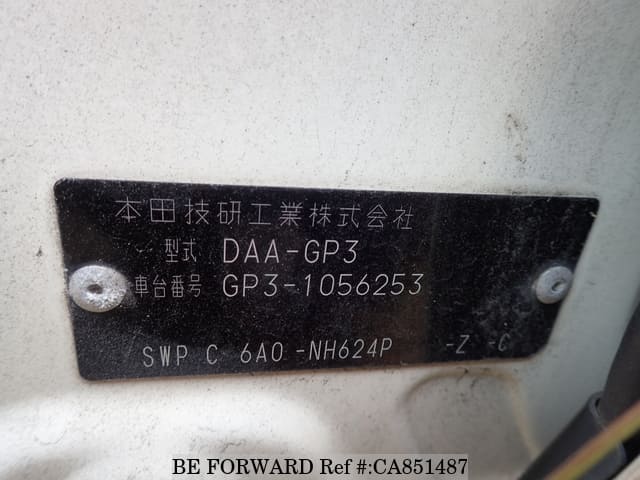 本田技研工業株式会社
型式 DAA-GP3
車台番号 GP3-1056253
SWP C 6A0 -NH624P -Z -C
BE FORWARD Ref #:CA851487